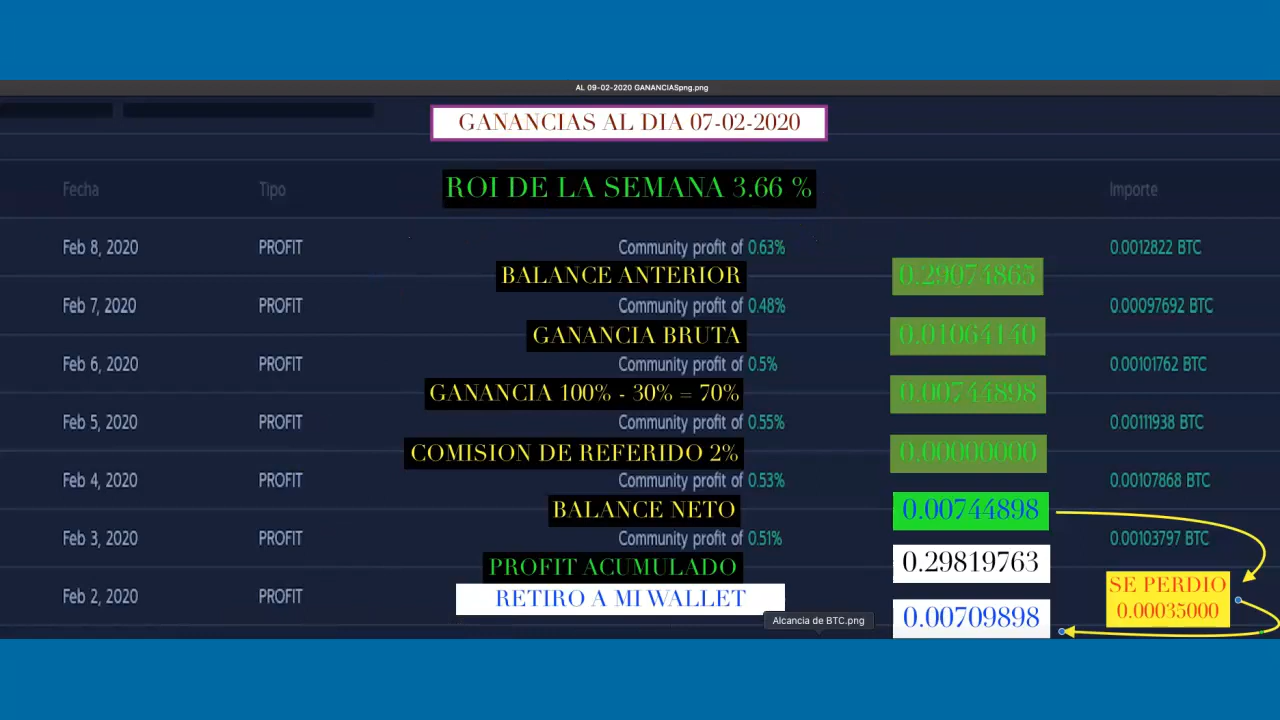 AL 09-02-2020 GANANCIASpng.png
GANANCIAS AL DIA 07-02-2020
ROI DE LA SEMANA 3.66 %
Fecha Tipo Importe
Feb 8, 2020 PROFIT Community profit of 0.63% 0.0012822 BTC
BALANCE ANTERIOR 0.29074865
Feb 7, 2020 PROFIT Community profit of 0.48% 0.00097692 BTC
GANANCIA BRUTA 0.01064140
Feb 6, 2020 PROFIT Community profit of 0.5% 0.00101762 BTC
GANANCIA 100% - 30% = 70% 0.00744898
Feb 5, 2020 PROFIT Community profit of 0.55% 0.00111938 BTC
COMISION DE REFERIDO 2% 0.00000000
Feb 4, 2020 PROFIT Community profit of 0.53% 0.00107868 BTC
BALANCE NETO 0.00744898
Feb 3, 2020 PROFIT Community profit of 0.51% 0.00103797 BTC
PROFIT ACUMULADO 0.29819763
Feb 2, 2020 PROFIT
RETIRO A MI WALLET 0.00709898
SE PERDIO
0.00035000
Alcancia de BTC.png